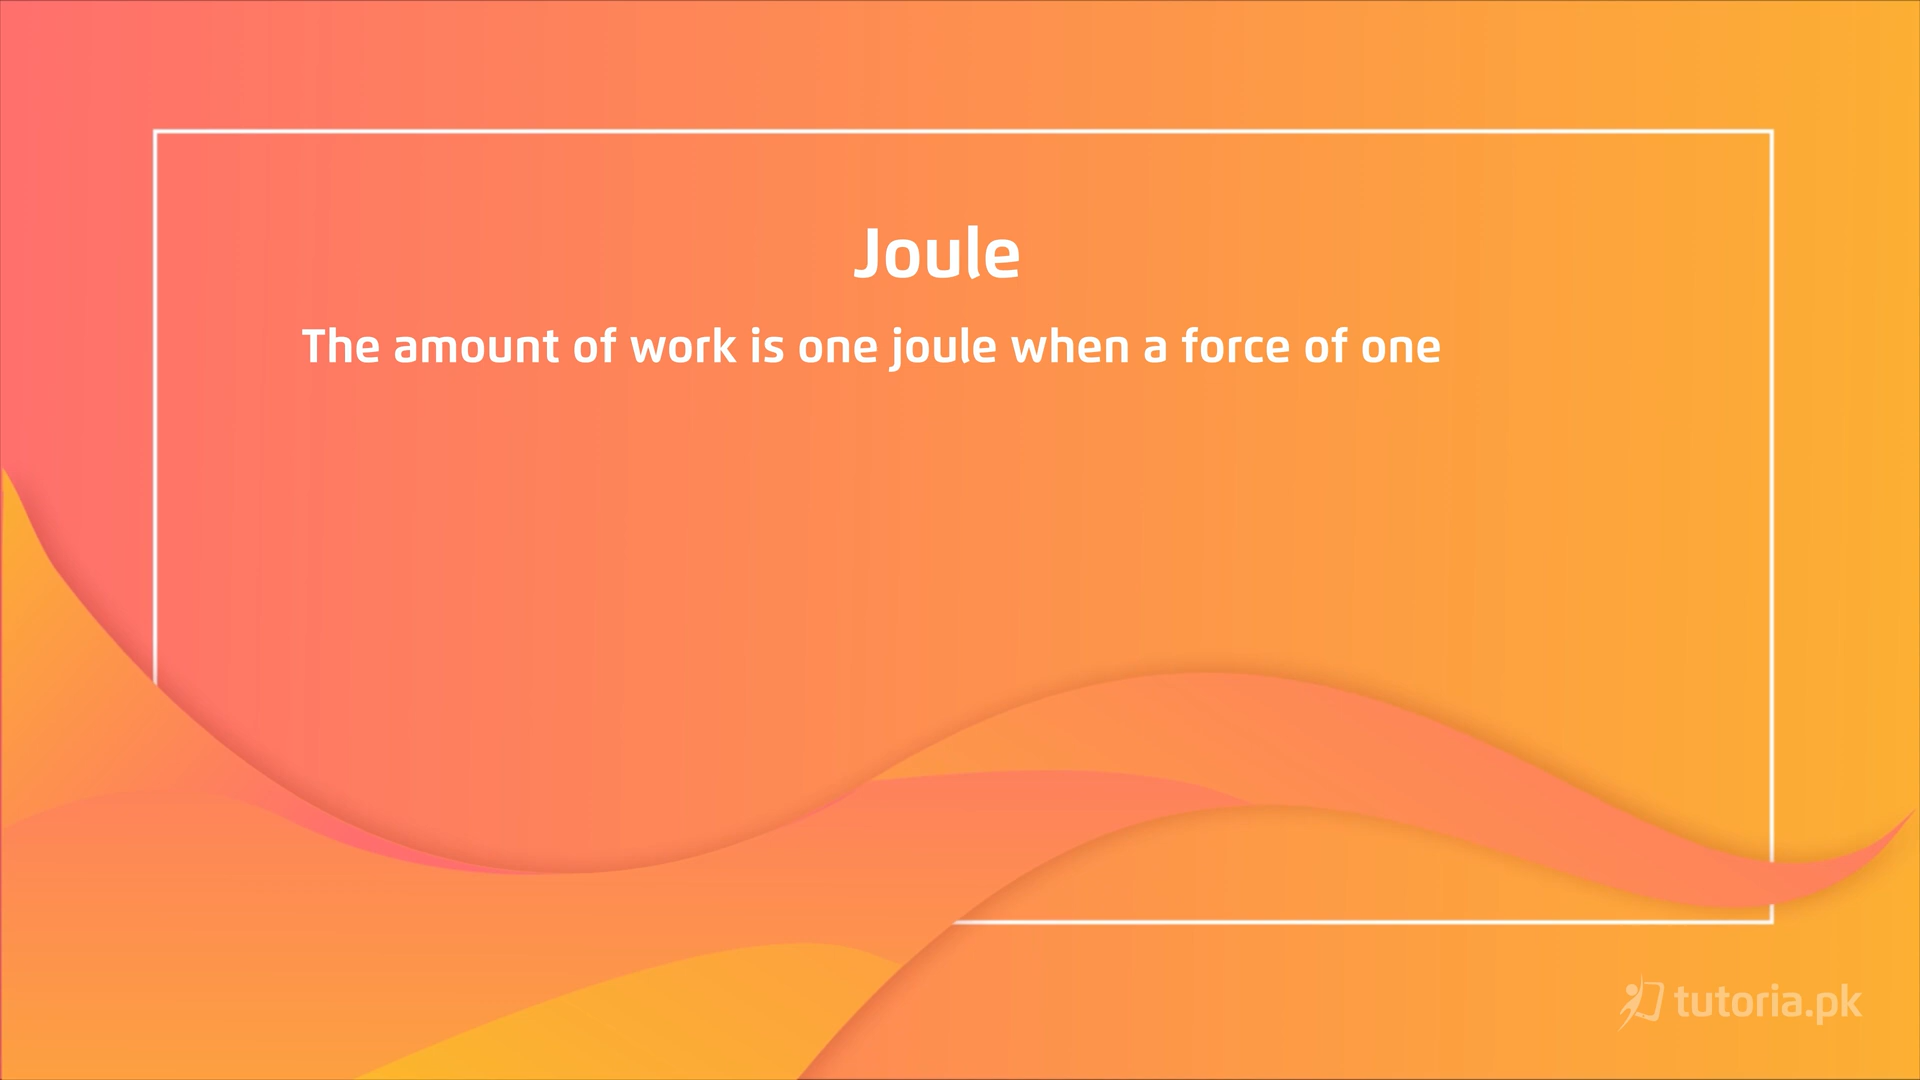 Joule
The amount of work is one joule when a force of one
tutoria.pk